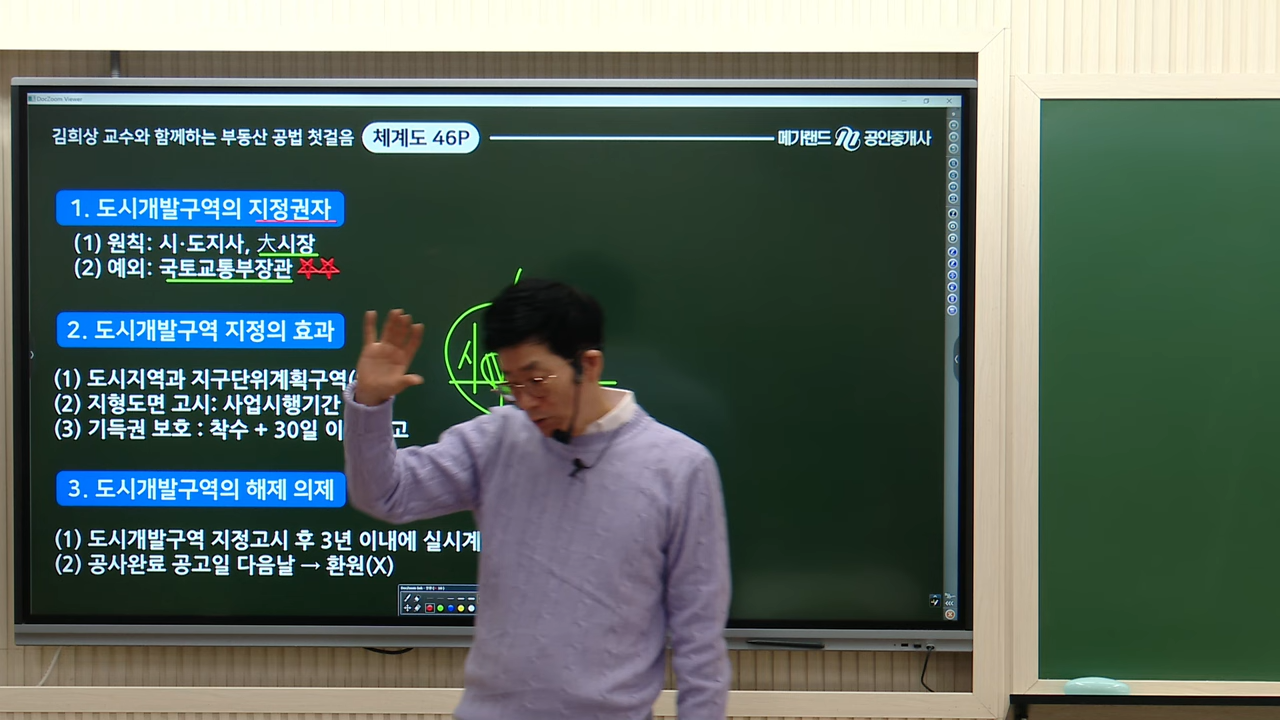 DocZoom Viewer
김희상 교수와 함께하는 부동산 공법 첫걸음 체계도 46P 메가랜드 공인중개사
1. 도시개발구역의 지정권자
(1) 원칙: 시·도지사, 大시장
(2) 예외: 국토교통부장관
2. 도시개발구역 지정의 효과
(1) 도시지역과 지구단위계획구역(
(2) 지형도면 고시: 사업시행기간
(3) 기득권 보호 : 착수 + 30일 이 고
3. 도시개발구역의 해제 의제
(1) 도시개발구역 지정고시 후 3년 이내에 실시계
(2) 공사완료 공고일 다음날 → 환원(X)